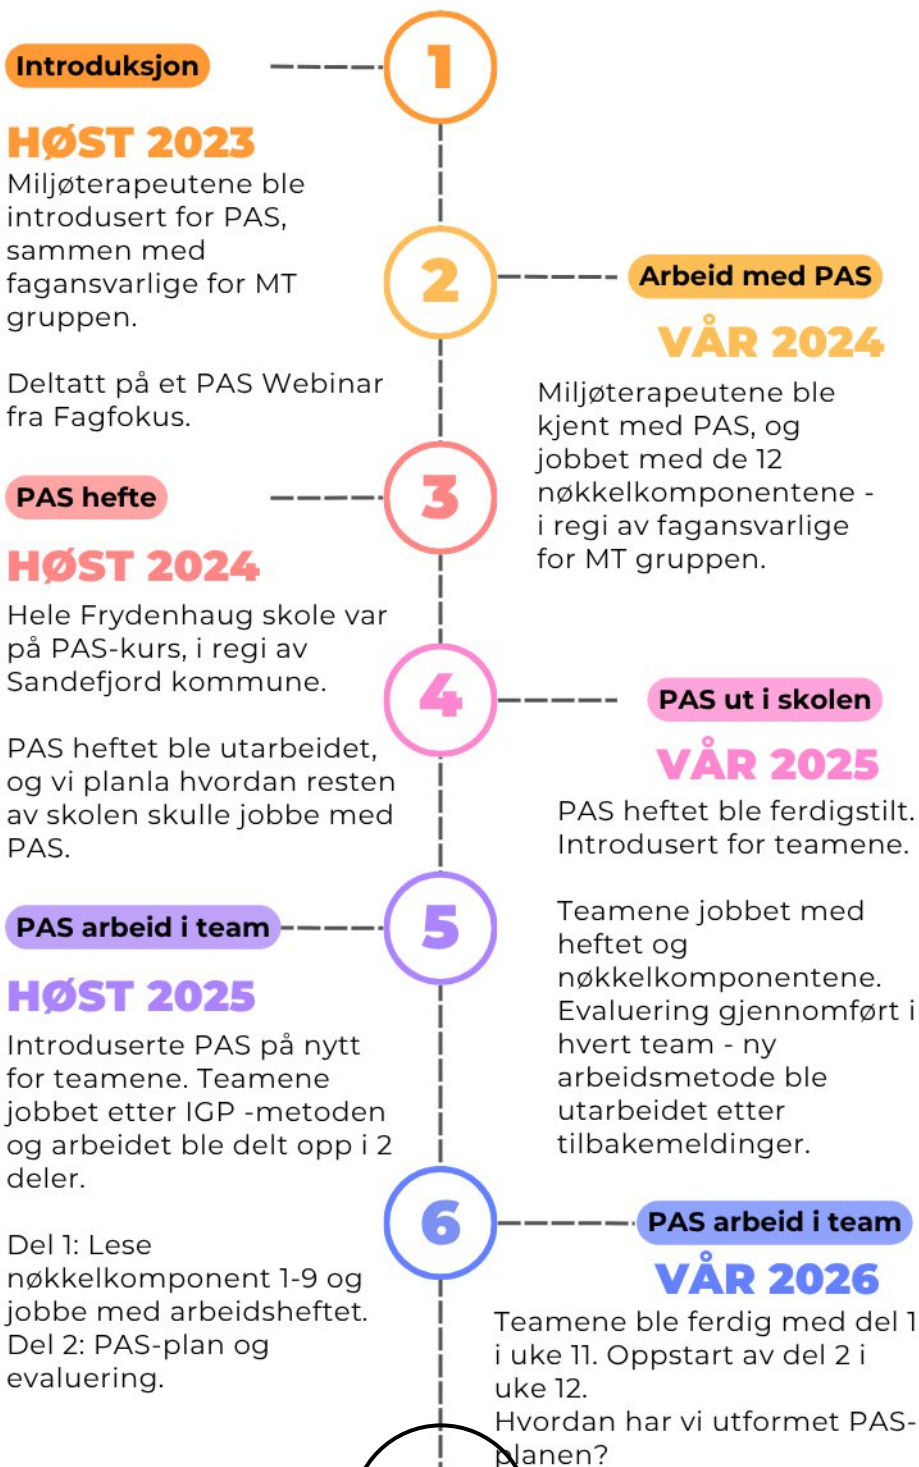 1
Introduksjon
HØST 2023
Miljøterapeutene ble
introdusert for PAS,
sammen med
fagansvarlige for MT
gruppen.
Deltatt på et PAS Webinar
fra Fagfokus.
2
Arbeid med PAS
VÅR 2024
Miljøterapeutene ble
kjent med PAS, og
jobbet med de 12
nøkkelkomponentene -
i regi av fagansvarlige
for MT gruppen.
3
PAS hefte
HØST 2024
Hele Frydenhaug skole var
på PAS-kurs, i regi av
Sandefjord kommune.
PAS heftet ble utarbeidet,
og vi planla hvordan resten
av skolen skulle jobbe med
PAS.
4
PAS ut i skolen
VÅR 2025
PAS heftet ble ferdigstilt.
Introdusert for teamene.
Teamene jobbet med
heftet og
nøkkelkomponentene.
Evaluering gjennomført i
hvert team - ny
arbeidsmetode ble
utarbeidet etter
tilbakemeldinger.
5
PAS arbeid i team
HØST 2025
Introduserte PAS på nytt
for teamene. Teamene
jobbet etter IGP -metoden
og arbeidet ble delt opp i 2
deler.
Del 1: Lese
nøkkelkomponent 1-9 og
jobbe med arbeidsheftet.
Del 2: PAS-plan og
evaluering.
6
PAS arbeid i team
VÅR 2026
Teamene ble ferdig med del 1
i uke 11. Oppstart av del 2 i
uke 12.
Hvordan har vi utformet PAS-
planen?